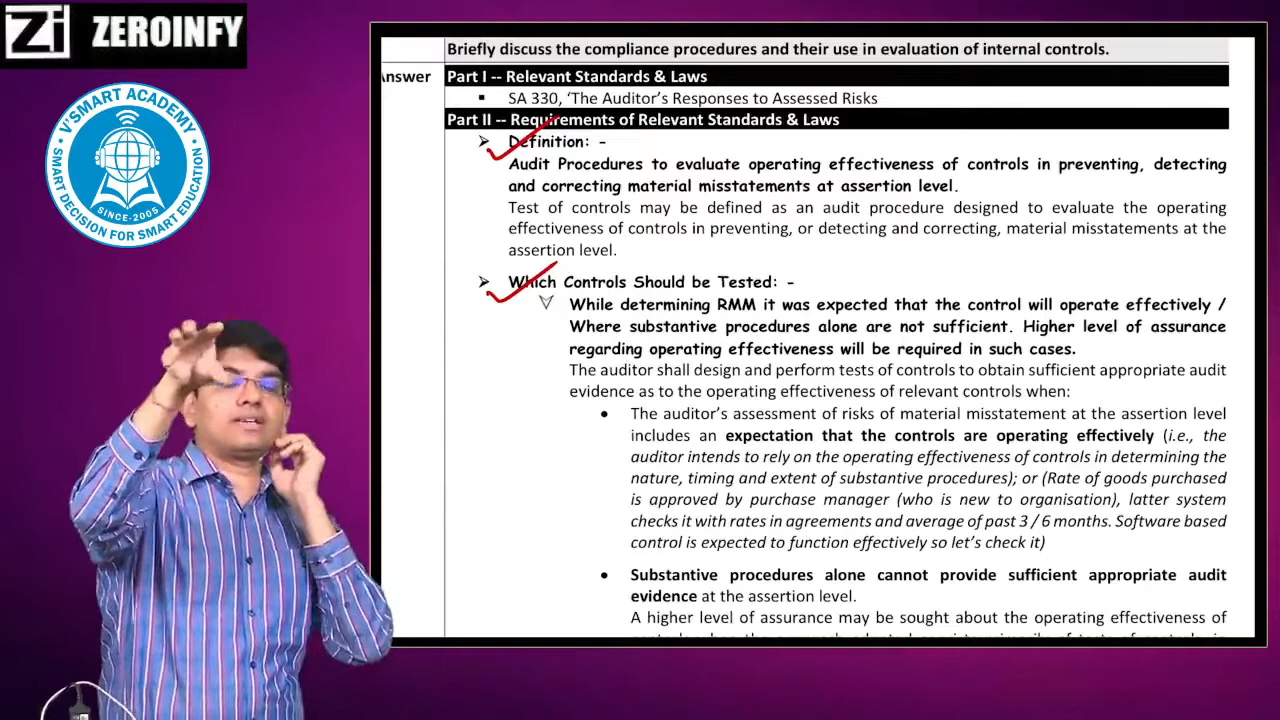 Zi ZEROINFY
V'SMART ACADEMY
SINCE-2005
SMART DECISION FOR SMART EDUCATION
Briefly discuss the compliance procedures and their use in evaluation of internal controls.
Answer
Part I -- Relevant Standards & Laws
▪ SA 330, ‘The Auditor’s Responses to Assessed Risks
Part II -- Requirements of Relevant Standards & Laws
➢ Definition: -
Audit Procedures to evaluate operating effectiveness of controls in preventing, detecting
and correcting material misstatements at assertion level.
Test of controls may be defined as an audit procedure designed to evaluate the operating
effectiveness of controls in preventing, or detecting and correcting, material misstatements at the
assertion level.
➢ Which Controls Should be Tested: -
While determining RMM it was expected that the control will operate effectively /
Where substantive procedures alone are not sufficient. Higher level of assurance
regarding operating effectiveness will be required in such cases.
The auditor shall design and perform tests of controls to obtain sufficient appropriate audit
evidence as to the operating effectiveness of relevant controls when:
• The auditor’s assessment of risks of material misstatement at the assertion level
includes an expectation that the controls are operating effectively (i.e., the
auditor intends to rely on the operating effectiveness of controls in determining the
nature, timing and extent of substantive procedures); or (Rate of goods purchased
is approved by purchase manager (who is new to organisation), latter system
checks it with rates in agreements and average of past 3 / 6 months. Software based
control is expected to function effectively so let’s check it)
• Substantive procedures alone cannot provide sufficient appropriate audit
evidence at the assertion level.
A higher level of assurance may be sought about the operating effectiveness of